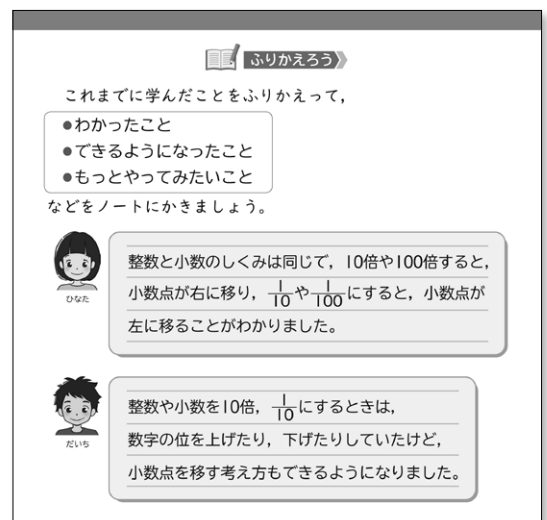 ふりかえろう
これまでに学んだことをふりかえって，
●わかったこと
●できるようになったこと
●もっとやってみたいこと
などをノートにかきましょう。
整数と小数のしくみは同じで，10倍や100倍すると，
小数点が右に移り，1/10や1/100にすると，小数点が
左に移ることがわかりました。
ひなた
整数や小数を10倍，1/10にするときは，
数字の位を上げたり，下げたりしていたけど，
小数点を移す考え方もできるようになりました。
だいち